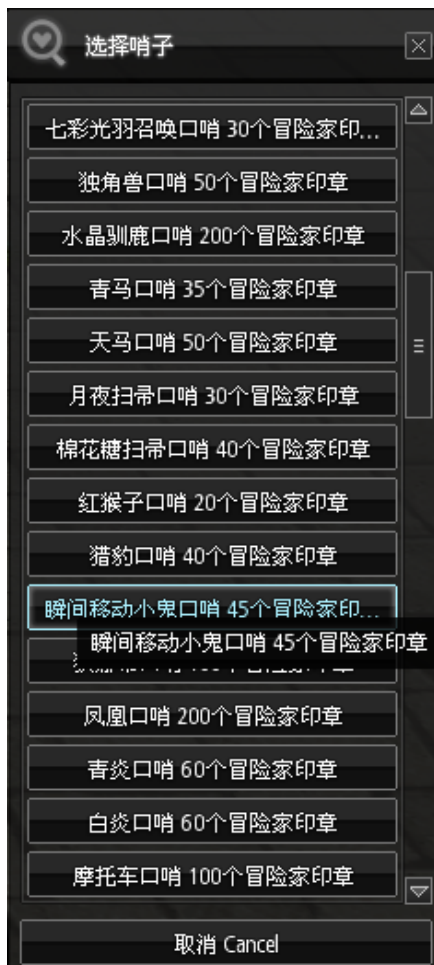 选择哨子
七彩光羽召唤口哨 30个冒险家印...
独角兽口哨 50个冒险家印章
水晶驯鹿口哨 200个冒险家印章
青马口哨 35个冒险家印章
天马口哨 50个冒险家印章
月夜扫帚口哨 30个冒险家印章
棉花糖扫帚口哨 40个冒险家印章
红猴子口哨 20个冒险家印章
猎豹口哨 40个冒险家印章
瞬间移动小鬼口哨 45个冒险家印...
瞬间移动小鬼口哨 45个冒险家印章
凤凰口哨 200个冒险家印章
青炎口哨 60个冒险家印章
白炎口哨 60个冒险家印章
摩托车口哨 100个冒险家印章
取消 Cancel